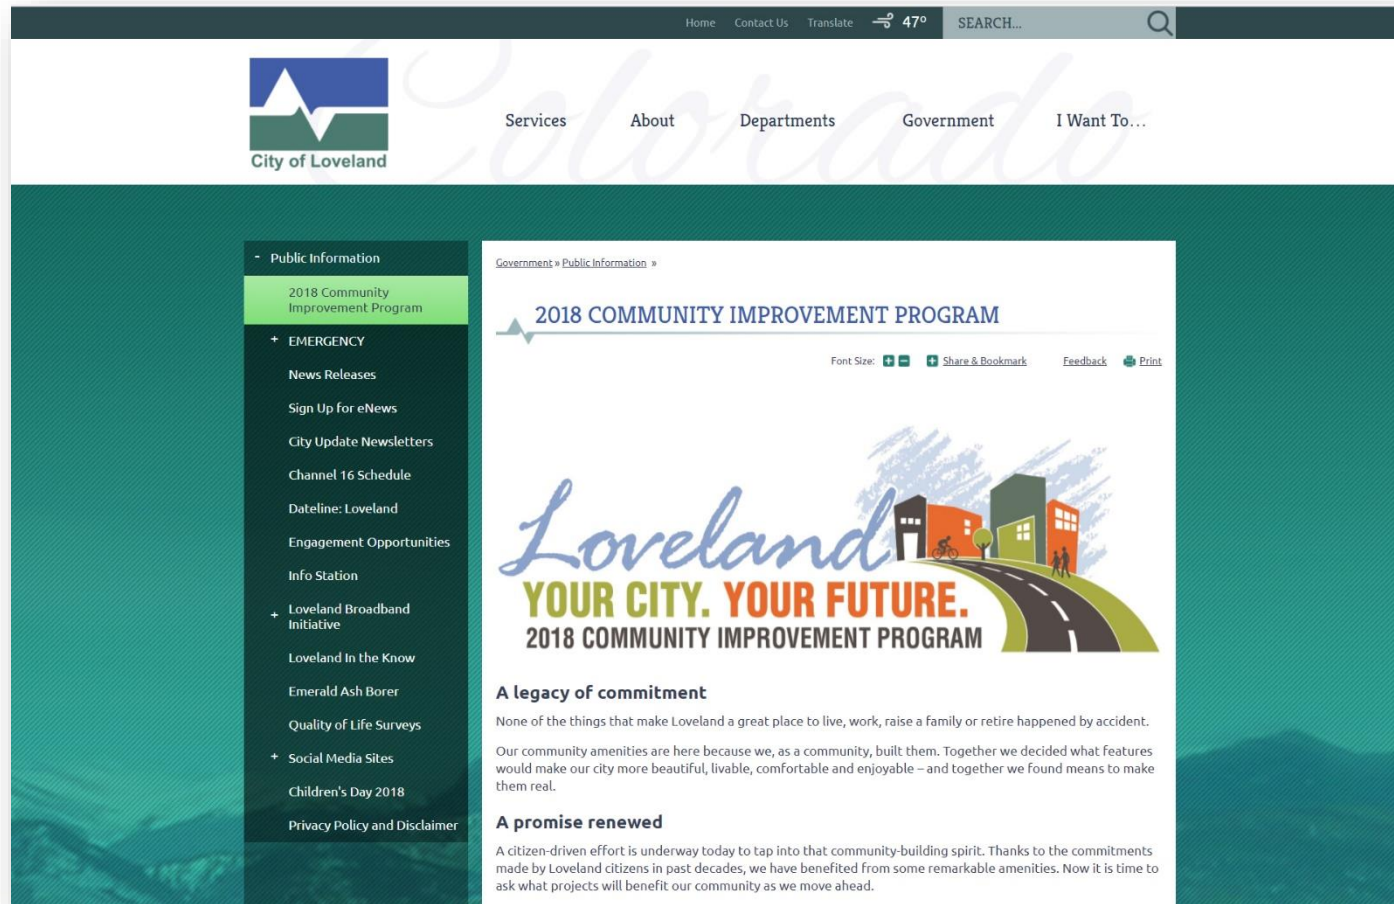 Home Contact Us Translate 47° SEARCH...
Colorado
City of Loveland
Services About Departments Government I Want To...
- Public Information
2018 Community
Improvement Program
+ EMERGENCY
News Releases
Sign Up for eNews
City Update Newsletters
Channel 16 Schedule
Dateline: Loveland
Engagement Opportunities
Info Station
+ Loveland Broadband
Initiative
Loveland In the Know
Emerald Ash Borer
Quality of Life Surveys
+ Social Media Sites
Children's Day 2018
Privacy Policy and Disclaimer
Government » Public Information »
2018 COMMUNITY IMPROVEMENT PROGRAM
Font Size: + - + Share & Bookmark Feedback Print
Loveland
YOUR CITY. YOUR FUTURE.
2018 COMMUNITY IMPROVEMENT PROGRAM
A legacy of commitment
None of the things that make Loveland a great place to live, work, raise a family or retire happened by accident.
Our community amenities are here because we, as a community, built them. Together we decided what features
would make our city more beautiful, livable, comfortable and enjoyable – and together we found means to make
them real.
A promise renewed
A citizen-driven effort is underway today to tap into that community-building spirit. Thanks to the commitments
made by Loveland citizens in past decades, we have benefited from some remarkable amenities. Now it is time to
ask what projects will benefit our community as we move ahead.